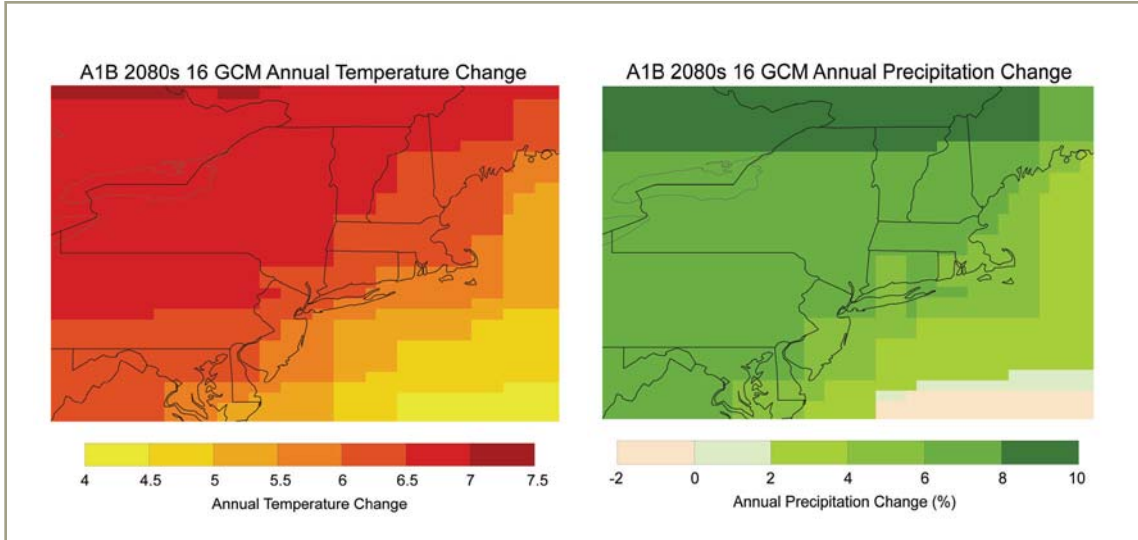 A1B 2080s 16 GCM Annual Temperature Change
4 4.5 5 5.5 6 6.5 7 7.5
Annual Temperature Change
A1B 2080s 16 GCM Annual Precipitation Change
-2 0 2 4 6 8 10
Annual Precipitation Change (%)